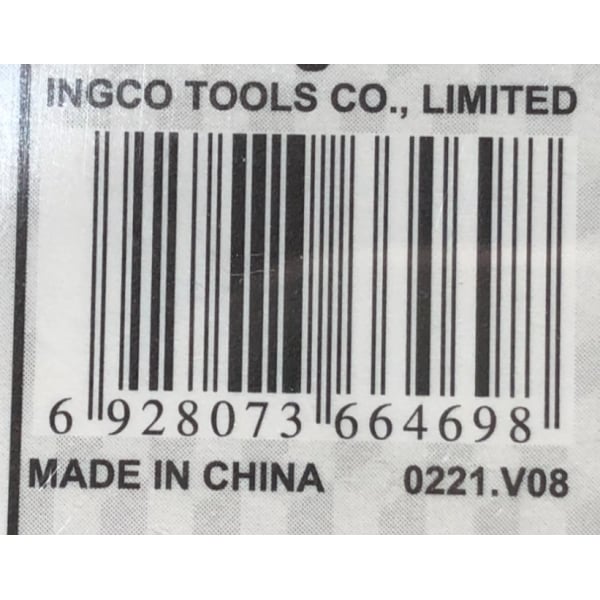 INGCO TOOLS CO., LIMITED
6 928073 664698
MADE IN CHINA 0221.V08